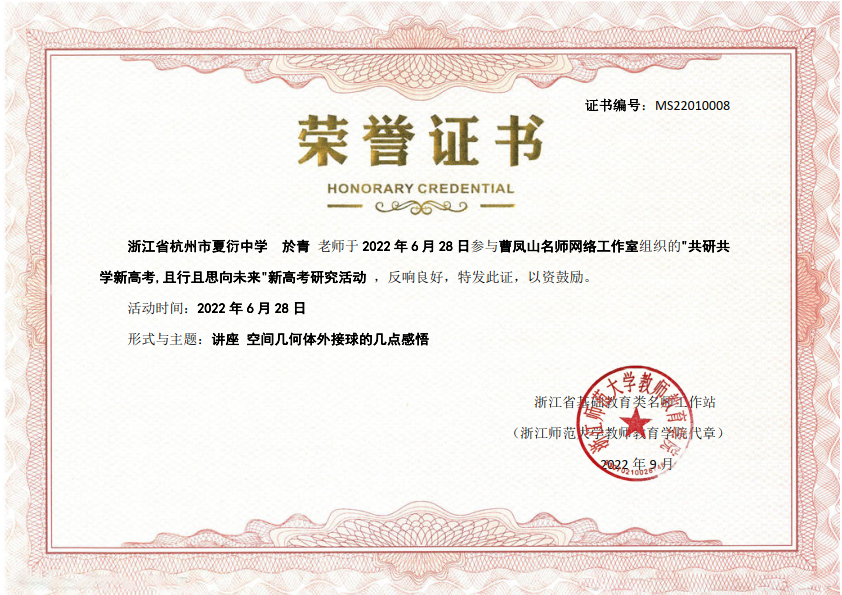 证书编号：MS22010008
荣誉证书
HONORARY CREDENTIAL
浙江省杭州市夏衍中学 於青 老师于 2022 年 6 月 28 日参与曹凤山名师网络工作室组织的"共研共
学新高考,且行且思向未来"新高考研究活动 ，反响良好，特发此证，以资鼓励。
活动时间：2022 年 6 月 28 日
形式与主题：讲座 空间几何体外接球的几点感悟
浙江省基础教育类名师工作站
（浙江师范大学教师教育学院代章）
2022 年 9 月
浙江师范大学教师教育学院